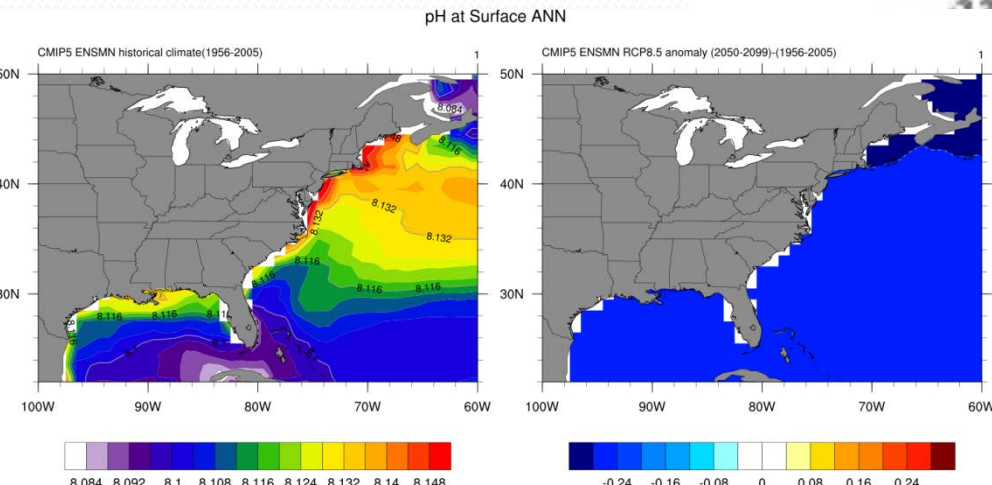 pH at Surface ANN
CMIP5 ENSMN historical climate(1956-2005)
1
CMIP5 ENSMN RCP8.5 anomaly (2050-2099)-(1956-2005)
1
50N
40N
30N
100W
90W
80W
70W
60W
8.084
8.116
8.132
8.132
8.132
8.116
8.116
8.116
8.116
8.116
8.116
8.1
50N
40N
30N
100W
90W
80W
70W
60W
8.084 8.092 8.1 8.108 8.116 8.124 8.132 8.14 8.148
-0.24 -0.16 -0.08 0 0.08 0.16 0.24